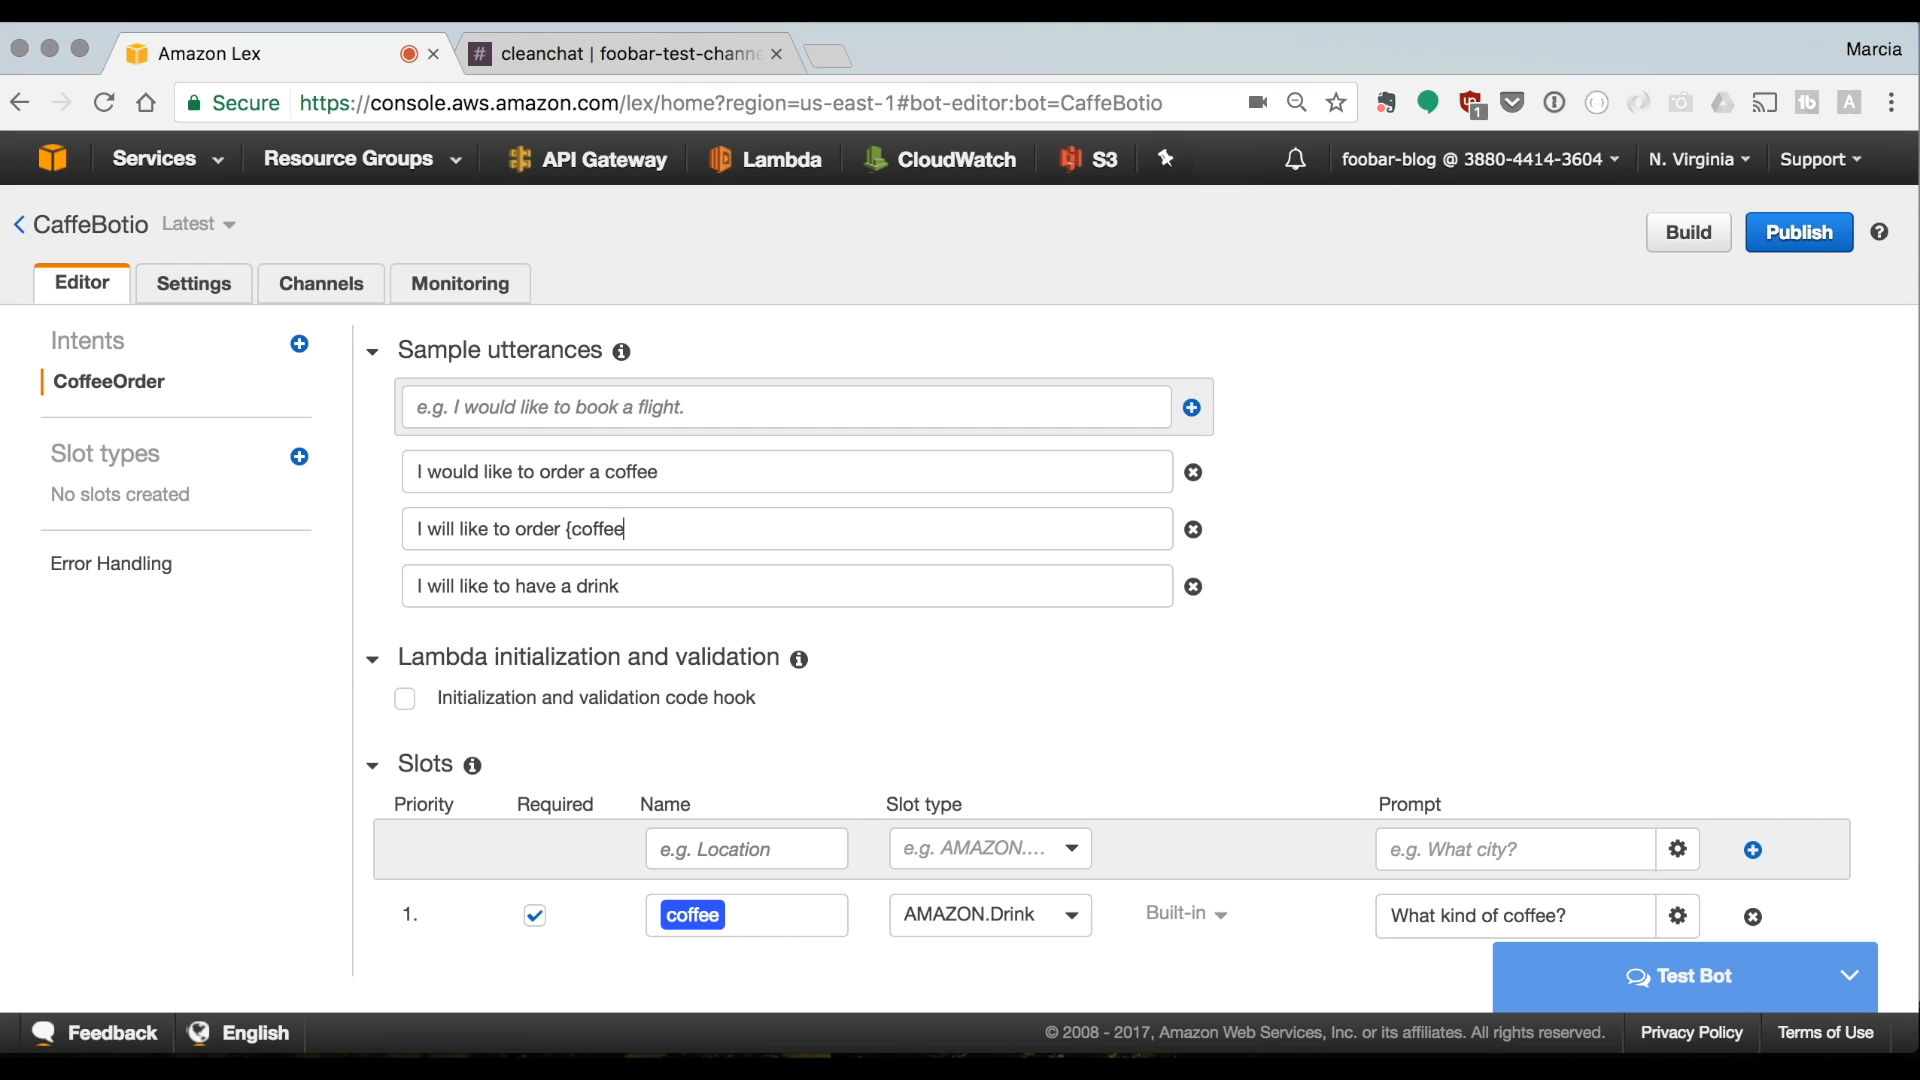 Amazon Lex
cleanchat | foobar-test-channe
Marcia
Secure
https://console.aws.amazon.com/lex/home?region=us-east-1#bot-editor:bot=CaffeBotio
1
Services
Resource Groups
API Gateway
Lambda
CloudWatch
S3
foobar-blog @ 3880-4414-3604
N. Virginia
Support
CaffeBotio
Latest
Build
Publish
Editor
Settings
Channels
Monitoring
Intents
CoffeeOrder
Slot types
No slots created
Error Handling
Sample utterances
e.g. I would like to book a flight.
I would like to order a coffee
I will like to order {coffee
I will like to have a drink
Lambda initialization and validation
Initialization and validation code hook
Slots
Priority Required Name Slot type Prompt
e.g. Location e.g. AMAZON.... e.g. What city?
1. coffee AMAZON.Drink Built-in What kind of coffee?
Test Bot
Feedback
English
© 2008 - 2017, Amazon Web Services, Inc. or its affiliates. All rights reserved.
Privacy Policy
Terms of Use